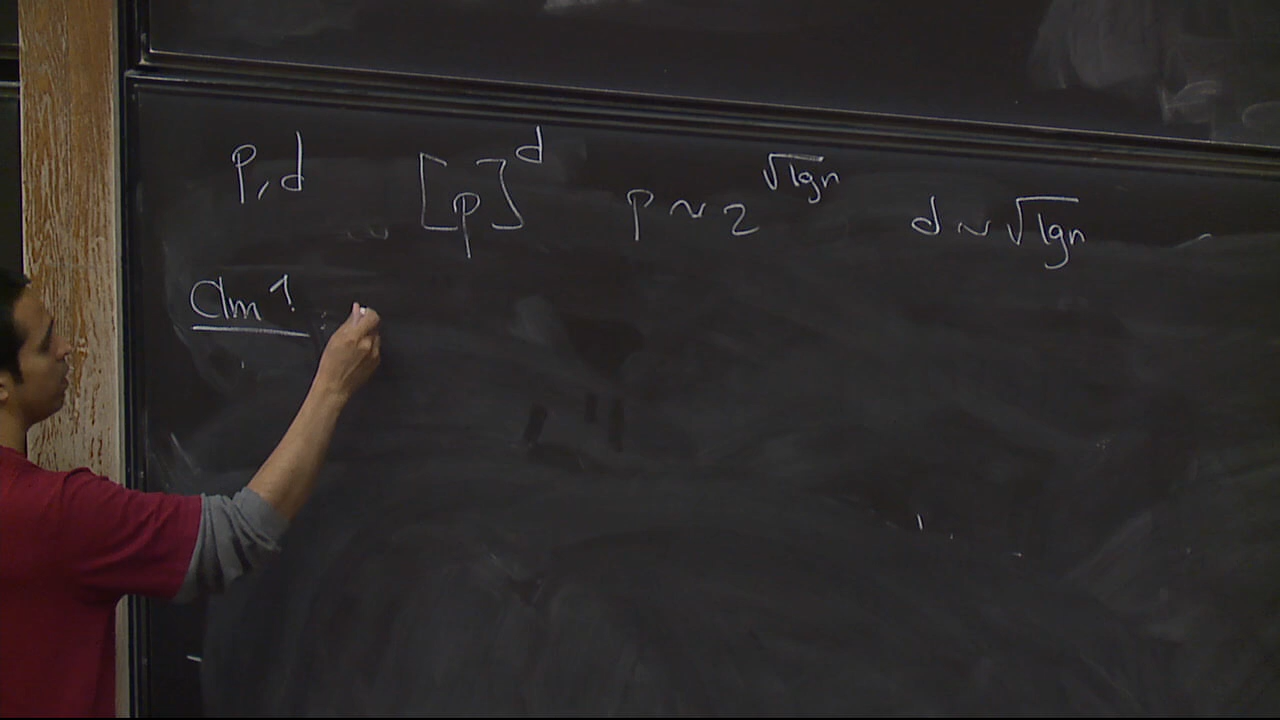 p,d [p]^d p ~ 2^√lgn d ~ √lgn
Clm 1: